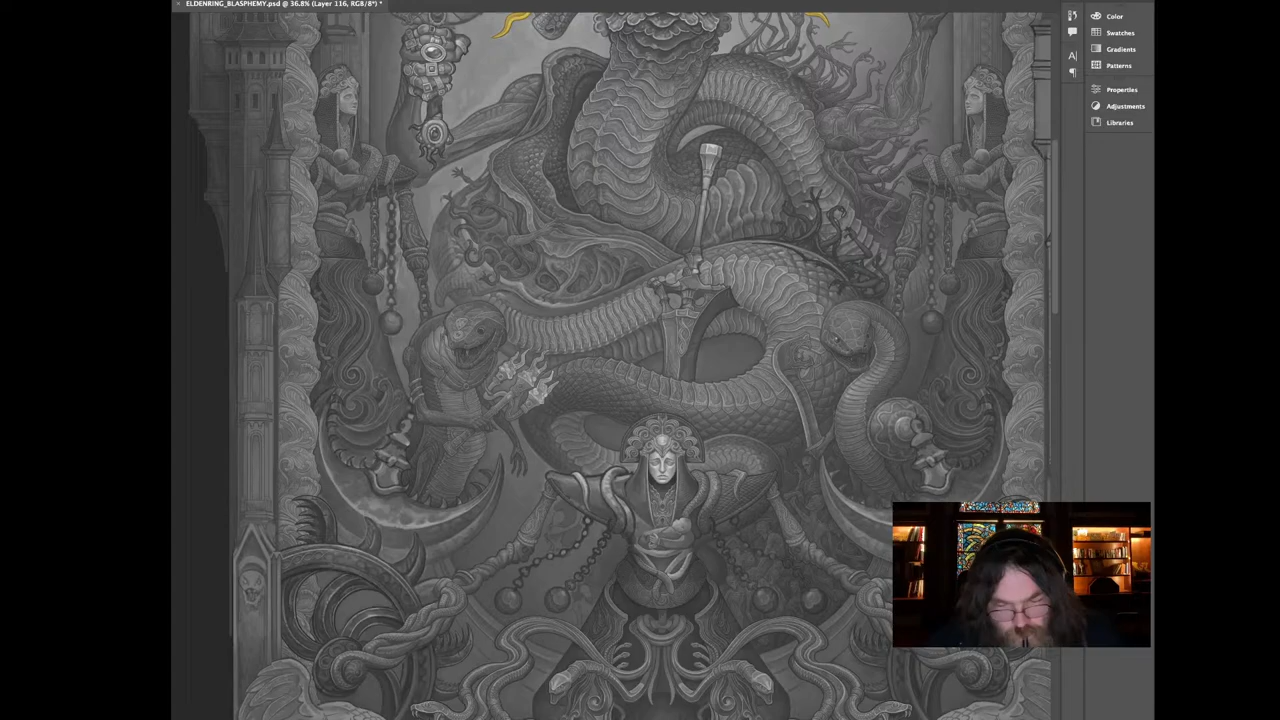 × ELDENRING_BLASPHEMY.psd @ 36.8% (Layer 116, RGB/8*) *
Color
Swatches
Gradients
A|
Patterns
¶
Properties
Adjustments
Libraries